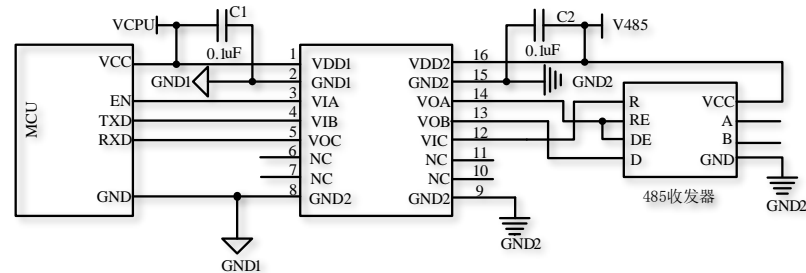 VCPU
C1
0.1uF
C2
0.1uF
V485
MCU
VCC
EN
TXD
RXD
GND
GND1
GND1
1
2
3
4
5
6
7
8
VDD1
GND1
VIA
VIB
VOC
NC
NC
GND2
VDD2
GND2
VOA
VOB
VIC
NC
NC
GND2
16
15
14
13
12
11
10
9
GND2
GND2
R
RE
DE
D
VCC
A
B
GND
485收发器
GND2